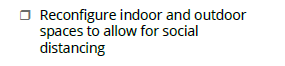 ❐ Reconfigure indoor and outdoor
spaces to allow for social
distancing